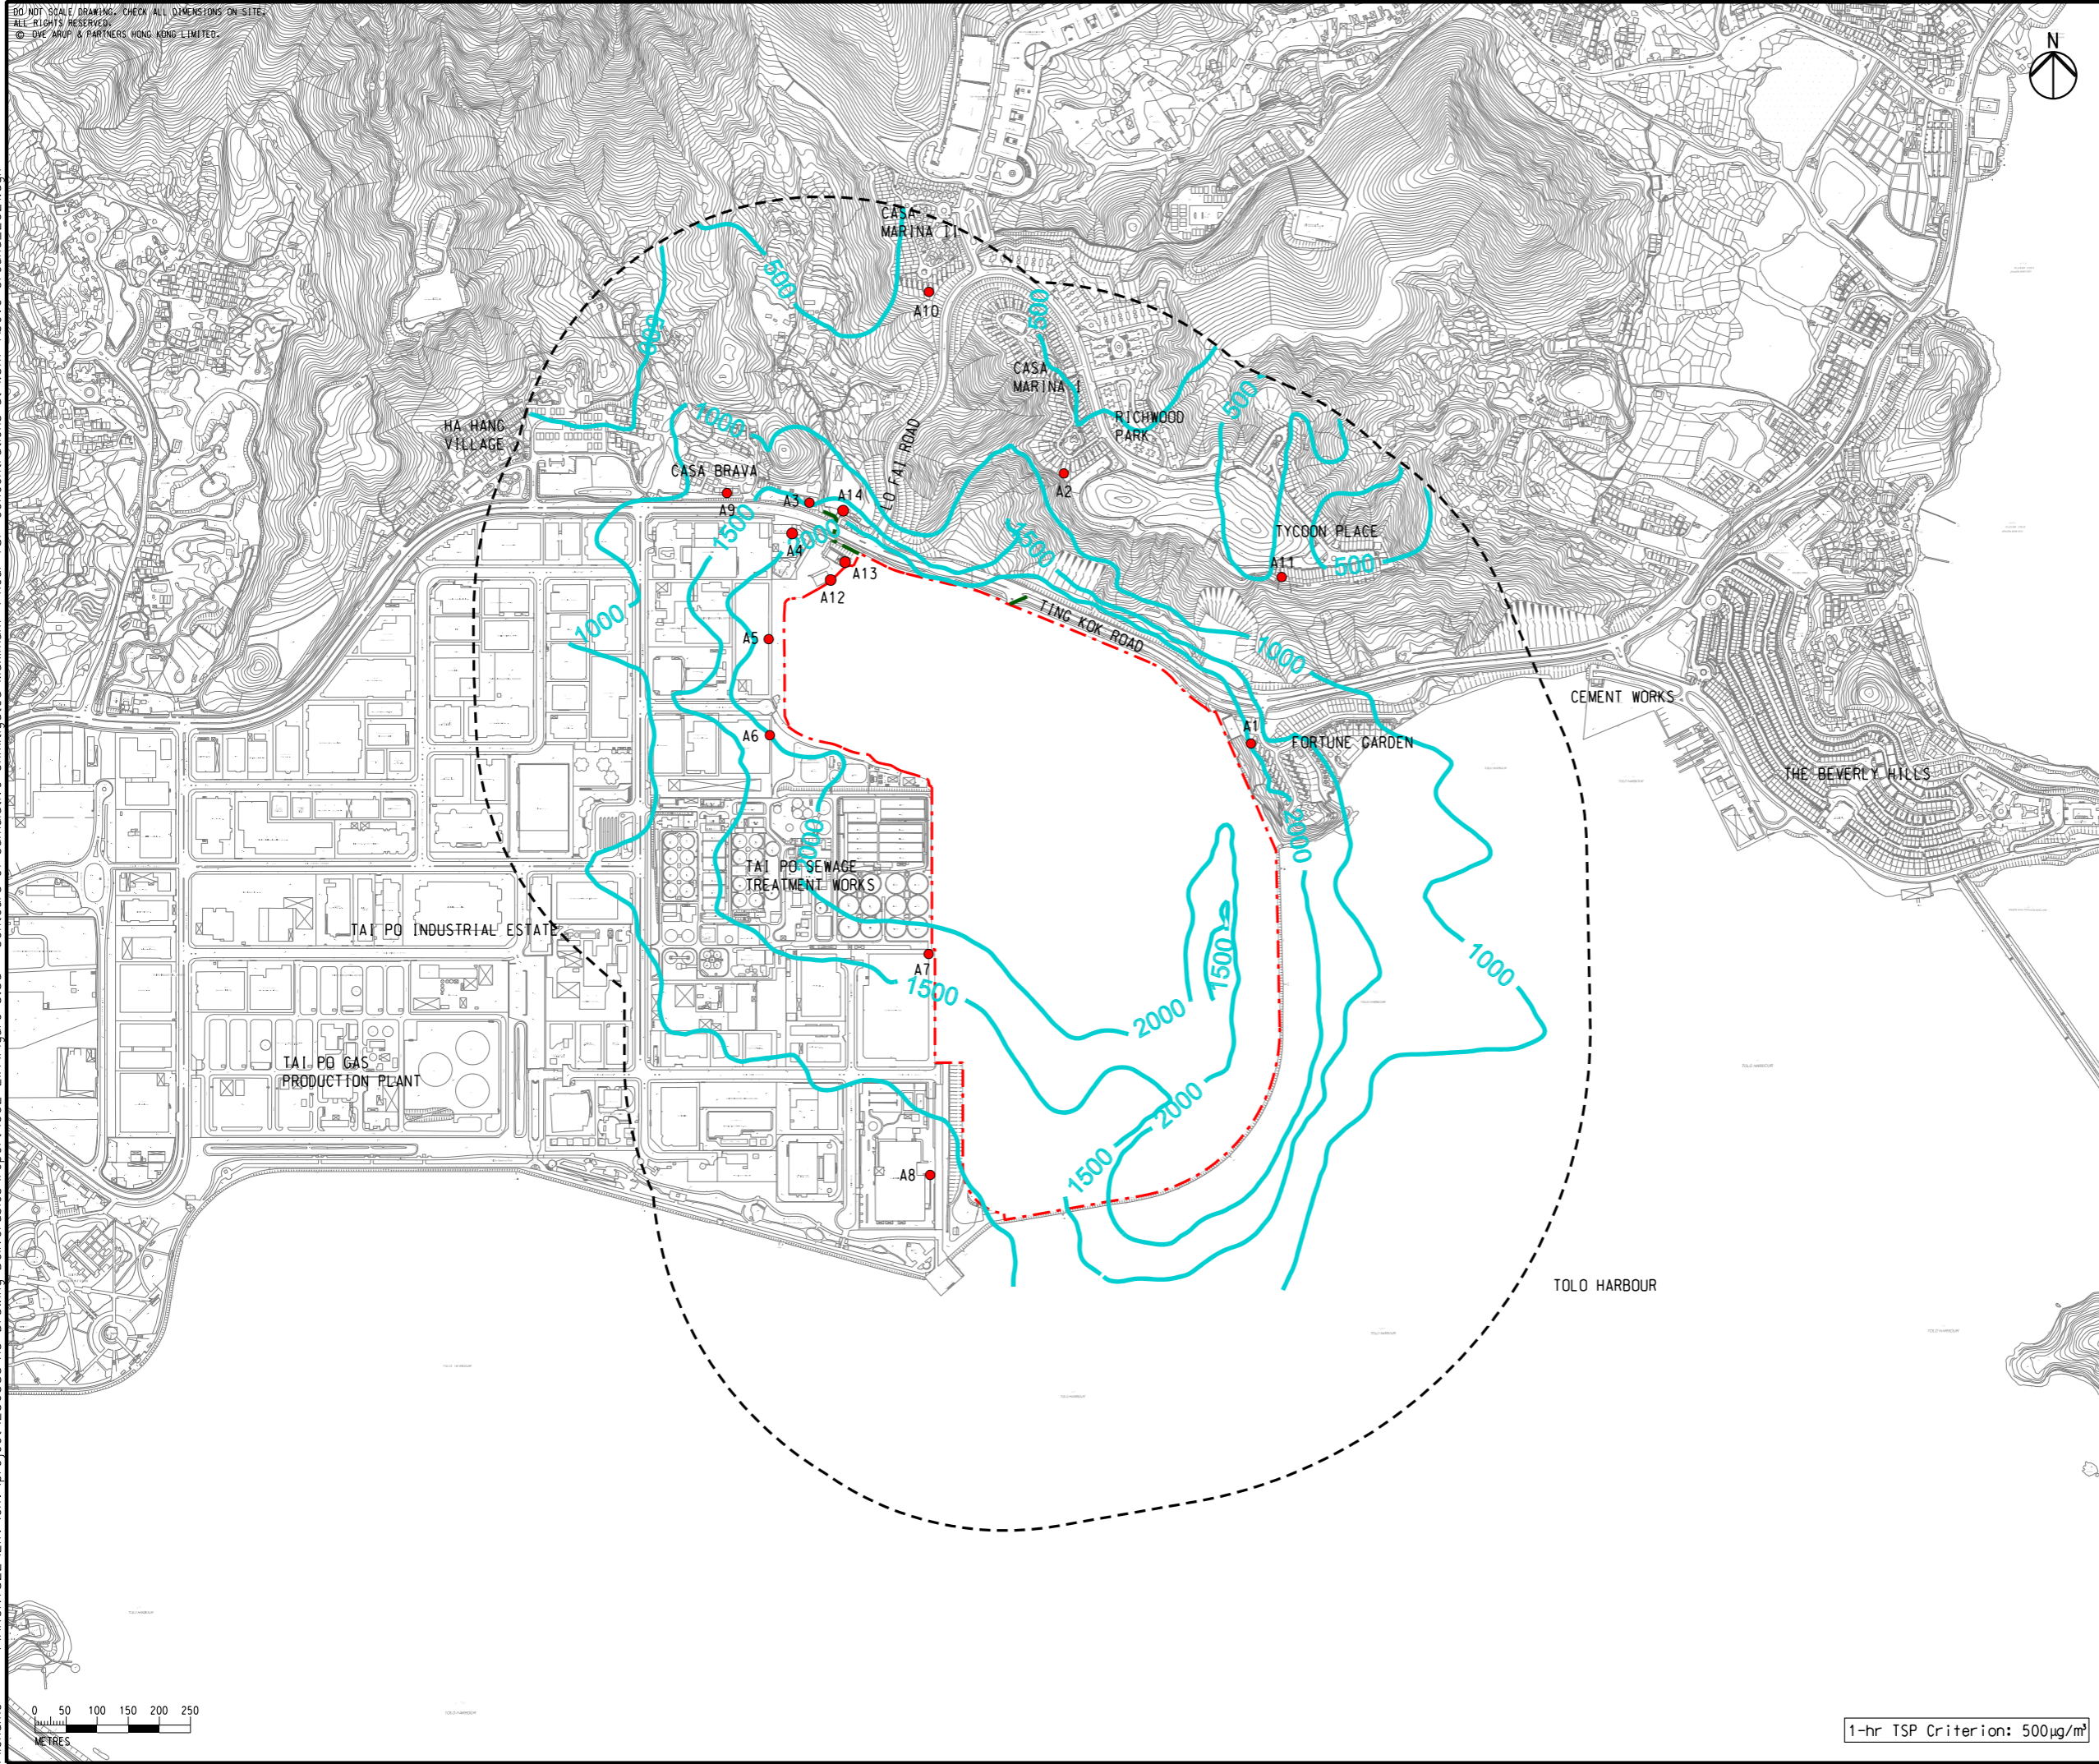 DO NOT SCALE DRAWING. CHECK ALL DIMENSIONS ON SITE.
ALL RIGHTS RESERVED.
© OVE ARUP & PARTNERS HONG KONG LIMITED.
N
CASA
MARINA II
500
500
A10
500
500
CASA
MARINA I
500
HA HANG
VILLAGE
1000
LO FAI ROAD
RICHWOOD
PARK
CASA BRAVA
A9
A3
A14
A2
1500
2000
A4
1500
TYCOON PLACE
A13
A11
500
A12
1000
TING KOK ROAD
A5
1000
CEMENT WORKS
A6
A1
FORTUNE GARDEN
THE BEVERLY HILLS
2000
2000
TAI PO SEWAGE
TREATMENT WORKS
TAI PO INDUSTRIAL ESTATE
1500
A7
1000
1500
2000
TAI PO GAS
PRODUCTION PLANT
2000
1500
A8
TOLO HARBOUR
0 50 100 150 200 250
METRES
1-hr TSP Criterion: 500µg/m³